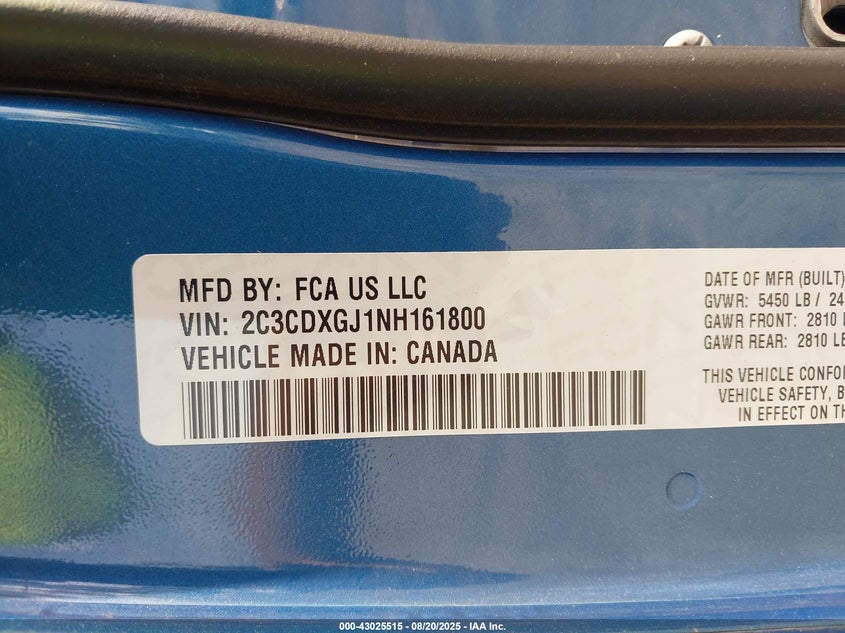 MFD BY: FCA US LLC
VIN: 2C3CDXGJ1NH161800
VEHICLE MADE IN: CANADA
DATE OF MFR (BUILT)
GVWR: 5450 LB / 24
GAWR FRONT: 2810
GAWR REAR: 2810 LB
THIS VEHICLE
VEHICLE SAFETY,
IN EFFECT ON
000-43025515 - 08/20/2025 - IAA Inc.